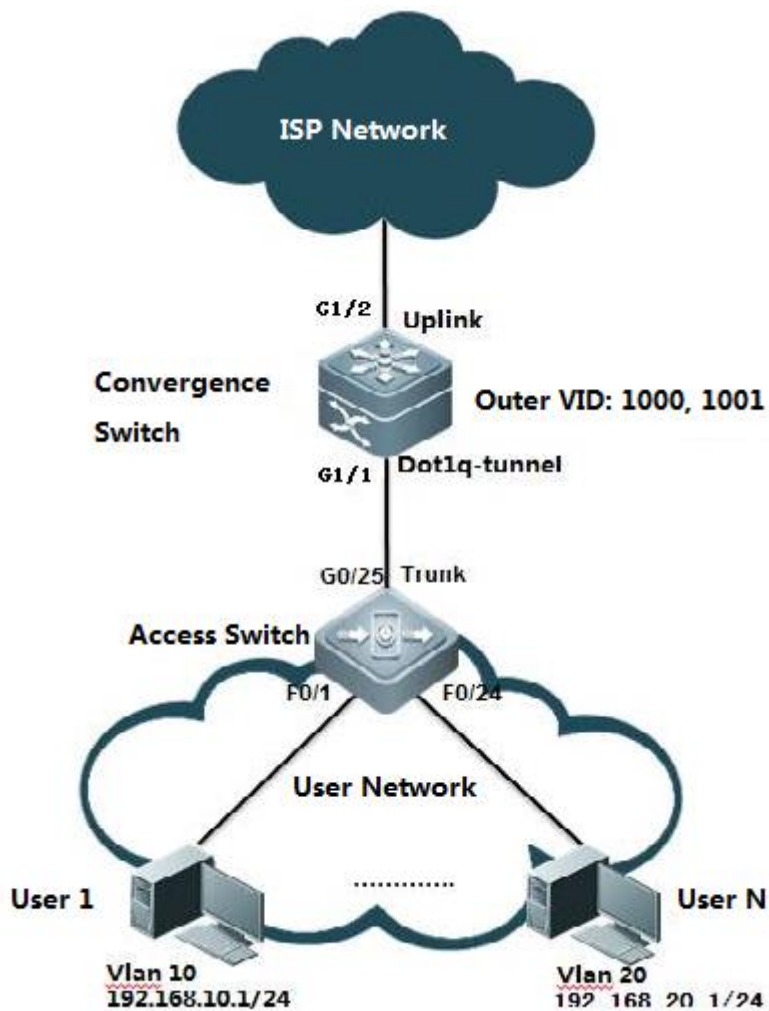 ISP Network
G1/2
Uplink
Convergence
Switch
Outer VID: 1000, 1001
Dot1q-tunnel
G1/1
G0/25
Trunk
Access Switch
F0/1
F0/24
User Network
User 1
............
User N
Vlan 10
192.168.10.1/24
Vlan 20
192 168 20 1/24